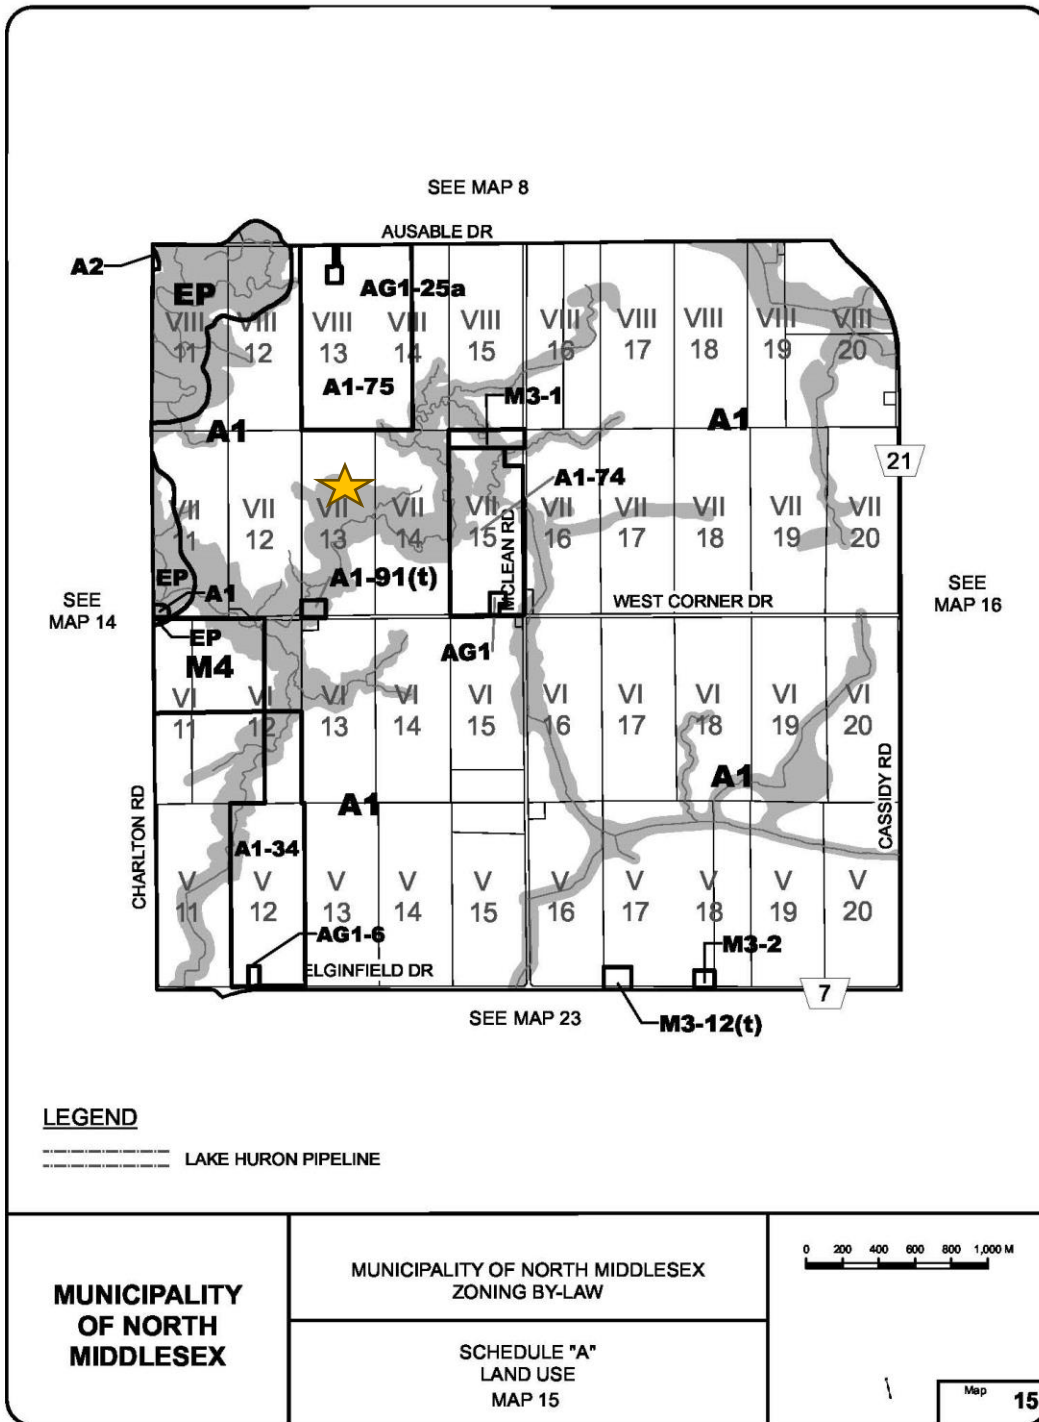 SEE MAP 8
AUSABLE DR
A2
EP
AG1-25a
VIII VIII VIII VIII VIII VIII VIII VIII VIII VIII
11 12 13 14 15 16 17 18 19 20
A1-75
M3-1
A1
A1
21
A1-74
VII VII VII VII VII VII VII VII VII VII
11 12 13 14 15 16 17 18 19 20
MCLEAN RD
A1-91(t)
EP
A1
SEE
MAP 14
WEST CORNER DR
SEE
MAP 16
EP
AG1
M4
VI VI VI VI VI VI VI VI VI VI
11 12 13 14 15 16 17 18 19 20
A1
A1
CHARLTON RD
CASSIDY RD
A1-34
V V V V V V V V V V
11 12 13 14 15 16 17 18 19 20
AG1-6
M3-2
ELGINFIELD DR
7
SEE MAP 23
M3-12(t)
LEGEND
LAKE HURON PIPELINE
MUNICIPALITY
OF NORTH
MIDDLESEX
MUNICIPALITY OF NORTH MIDDLESEX
ZONING BY-LAW
SCHEDULE "A"
LAND USE
MAP 15
0 200 400 600 800 1,000 M
Map 15